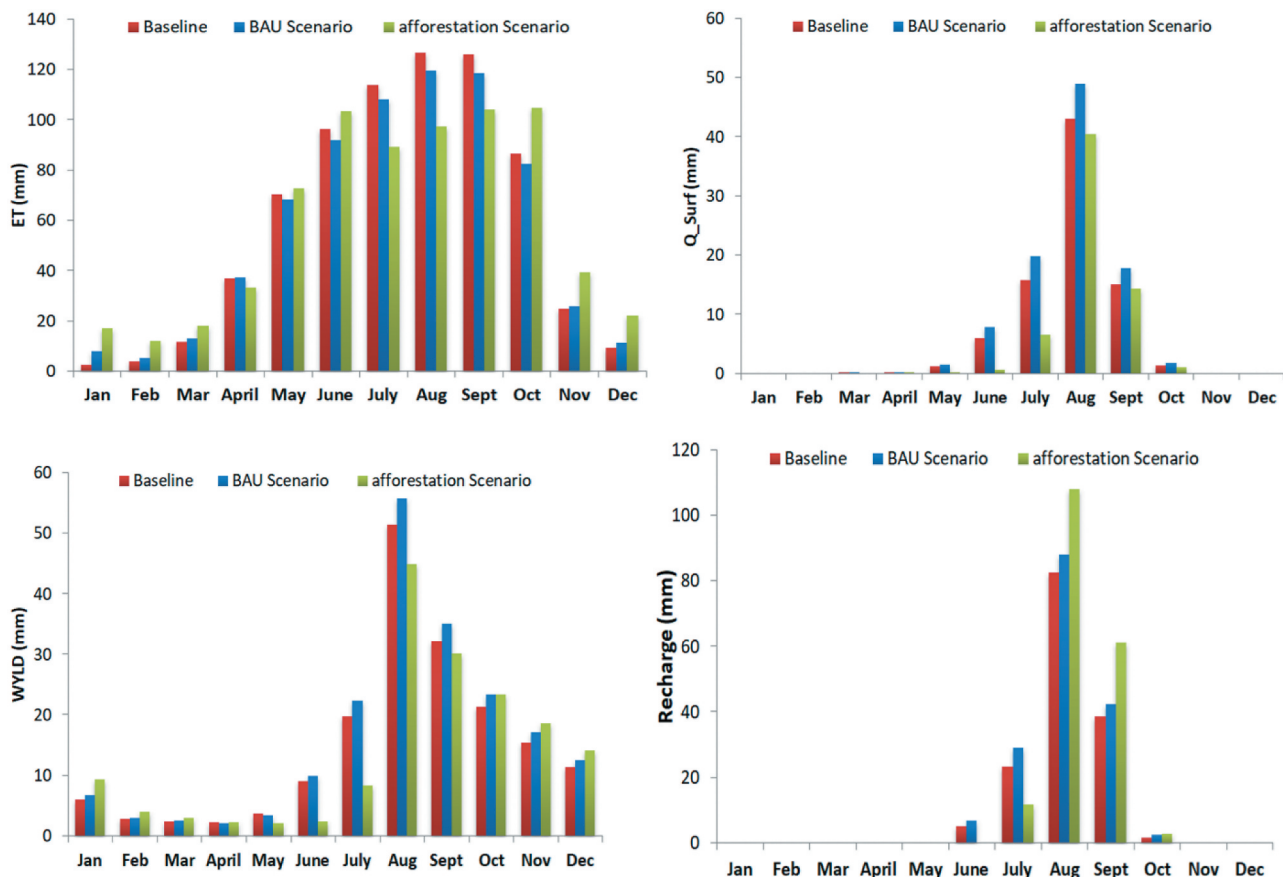 140
120
100
80
60
40
20
0
ET (mm)
Baseline BAU Scenario afforestation Scenario
Jan Feb Mar April May June July Aug Sept Oct Nov Dec
60
50
40
30
20
10
0
Q_Surf (mm)
Baseline BAU Scenario afforestation Scenario
Jan Feb Mar April May June July Aug Sept Oct Nov Dec
60
50
40
30
20
10
0
WYLD (mm)
Baseline BAU Scenario afforestation Scenario
Jan Feb Mar April May June July Aug Sept Oct Nov Dec
120
100
80
60
40
20
0
Recharge (mm)
Baseline BAU Scenario afforestation Scenario
Jan Feb Mar April May June July Aug Sept Oct Nov Dec